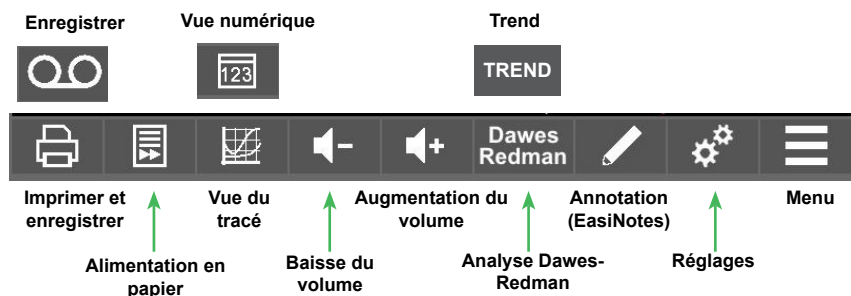 Enregistrer
Vue numérique
Trend
123
TREND
Dawes
Redman
Imprimer et
enregistrer
Vue du
tracé
Augmentation du
volume
Annotation
(EasiNotes)
Menu
Alimentation en
papier
Baisse du
volume
Analyse Dawes-
Redman
Réglages